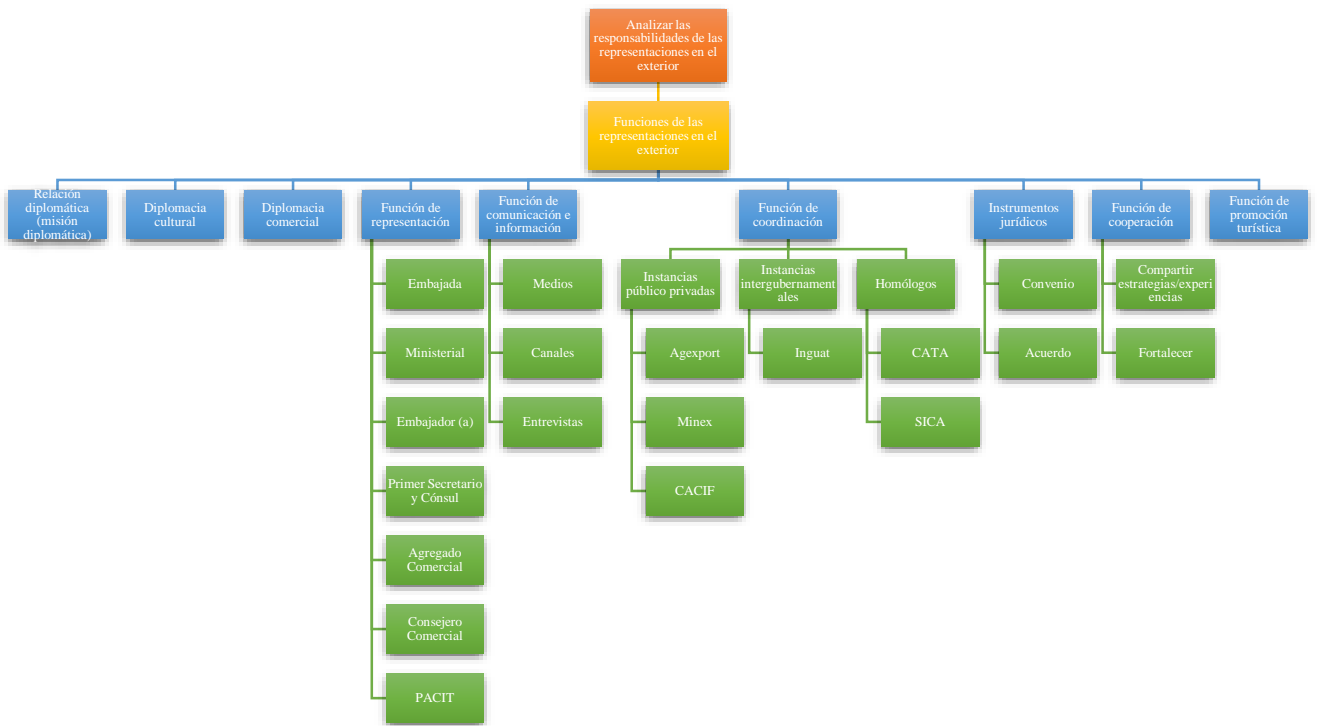 Analizar las
responsabilidades de las
representaciones en el
exterior
Funciones de las
representaciones en el
exterior
Relación
diplomática
(misión
diplomática)
Diplomacia
cultural
Diplomacia
comercial
Función de
representación
Función de
comunicación e
información
Función de
coordinación
Instrumentos
jurídicos
Función de
cooperación
Función de
promoción
turística
Embajada
Ministerial
Embajador (a)
Primer Secretario
y Cónsul
Agregado
Comercial
Consejero
Comercial
PACIT
Medios
Canales
Entrevistas
Instancias
público privadas
Agexport
Minex
CACIF
Instancias
intergubernament
ales
Inguat
Homólogos
CATA
SICA
Convenio
Acuerdo
Compartir
estrategias/experi
encias
Fortalecer